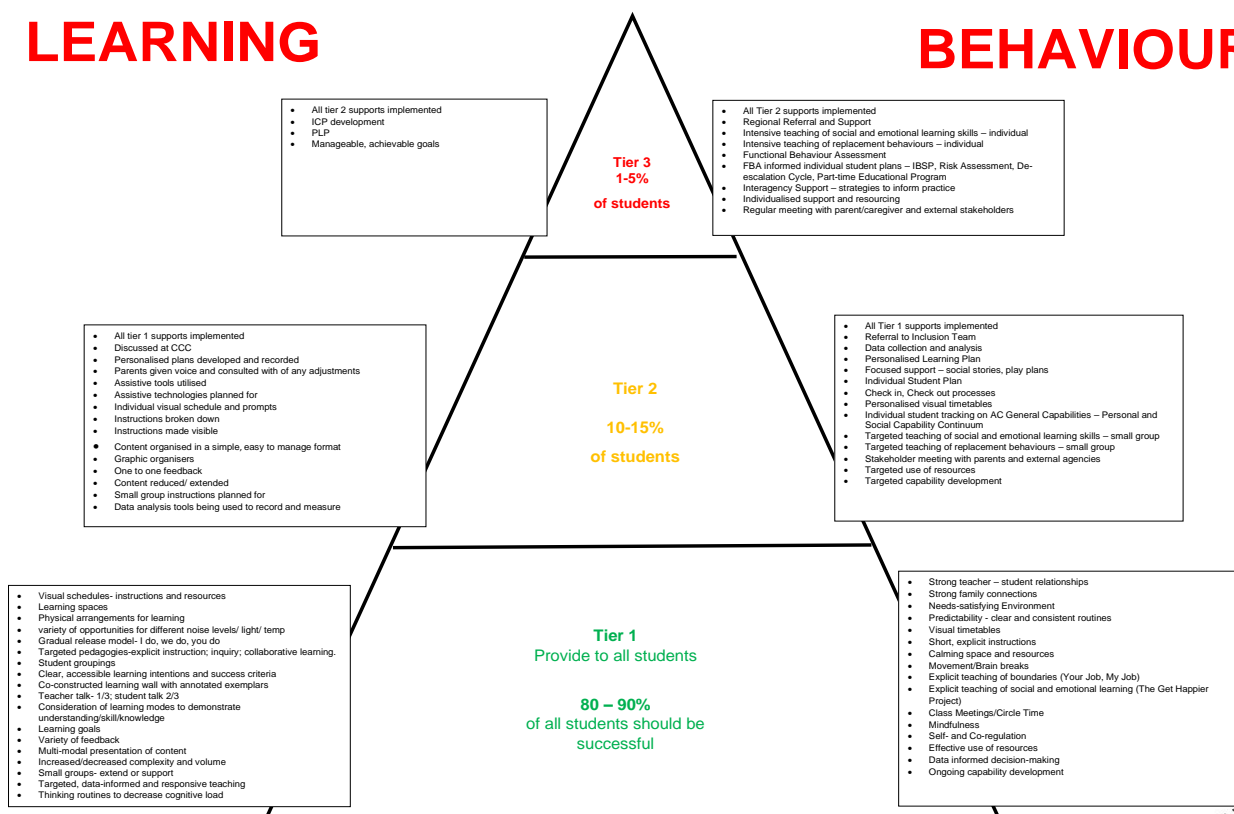 LEARNING
BEHAVIOUR
• All tier 2 supports implemented
• ICP development
• PLP
• Manageable, achievable goals
Tier 3
1-5%
of students
• All Tier 2 supports implemented
• Regional Referral and Support
• Intensive teaching of social and emotional learning skills – individual
• Intensive teaching of replacement behaviours – individual
• Functional Behaviour Assessment
• FBA informed individual student plans – IBSP, Risk Assessment, De-
escalation Cycle, Part-time Educational Program
• Interagency Support – strategies to inform practice
• Individualised support and resourcing
• Regular meeting with parent/caregiver and external stakeholders
• All tier 1 supports implemented
• Discussed at CCC
• Personalised plans developed and recorded
• Parents given voice and consulted with of any adjustments
• Assistive tools utilised
• Assistive technologies planned for
• Individual visual schedule and prompts
• Instructions broken down
• Instructions made visible
• Content organised in a simple, easy to manage format
• Graphic organisers
• One to one feedback
• Content reduced/ extended
• Small group instructions planned for
• Data analysis tools being used to record and measure
Tier 2
10-15%
of students
• All Tier 1 supports implemented
• Referral to Inclusion Team
• Data collection and analysis
• Personalised Learning Plan
• Focused support – social stories, play plans
• Individual Student Plan
• Check in, Check out processes
• Personalised visual timetables
• Individual student tracking on AC General Capabilities – Personal and
Social Capability Continuum
• Targeted teaching of social and emotional learning skills – small group
• Targeted teaching of replacement behaviours – small group
• Stakeholder meeting with parents and external agencies
• Targeted use of resources
• Targeted capability development
• Visual schedules- instructions and resources
• Learning spaces
• Physical arrangements for learning
• variety of opportunities for different noise levels/ light/ temp
• Gradual release model- I do, we do, you do
• Targeted pedagogies-explicit instruction; inquiry; collaborative learning.
• Student groupings
• Clear, accessible learning intentions and success criteria
• Co-constructed learning wall with annotated exemplars
• Teacher talk- 1/3; student talk 2/3
• Consideration of learning modes to demonstrate
understanding/skill/knowledge
• Learning goals
• Variety of feedback
• Multi-modal presentation of content
• Increased/decreased complexity and volume
• Small groups- extend or support
• Targeted, data-informed and responsive teaching
• Thinking routines to decrease cognitive load
Tier 1
Provide to all students
80 – 90%
of all students should be
successful
• Strong teacher – student relationships
• Strong family connections
• Needs-satisfying Environment
• Predictability - clear and consistent routines
• Visual timetables
• Short, explicit instructions
• Calming space and resources
• Movement/Brain breaks
• Explicit teaching of boundaries (Your Job, My Job)
• Explicit teaching of social and emotional learning (The Get Happier
Project)
• Class Meetings/Circle Time
• Mindfulness
• Self- and Co-regulation
• Effective use of resources
• Data informed decision-making
• Ongoing capability development